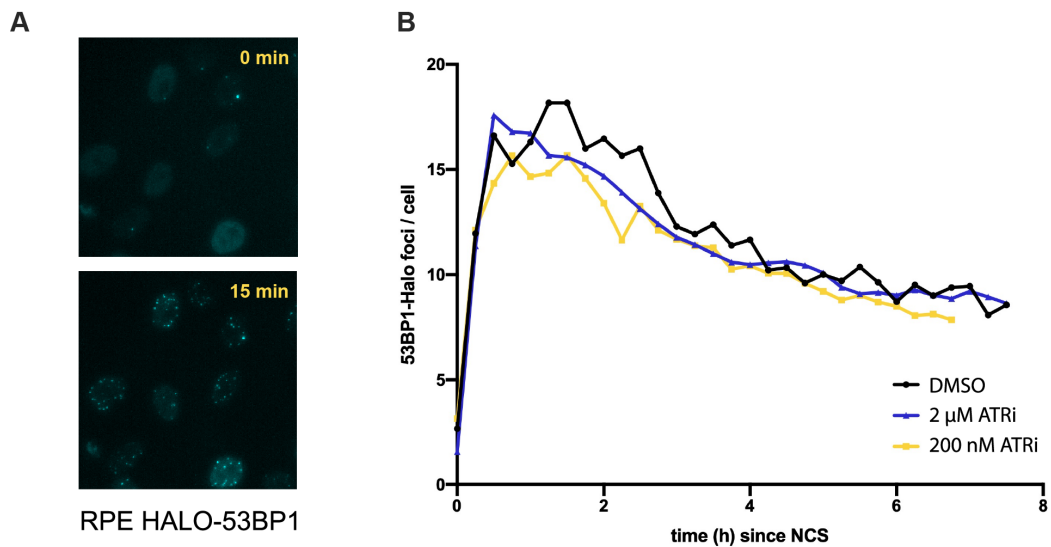 A
0 min
15 min
RPE HALO-53BP1
B
20
15
10
5
0
53BP1-Halo foci / cell
0 2 4 6 8
time (h) since NCS
DMSO
2 µM ATRi
200 nM ATRi